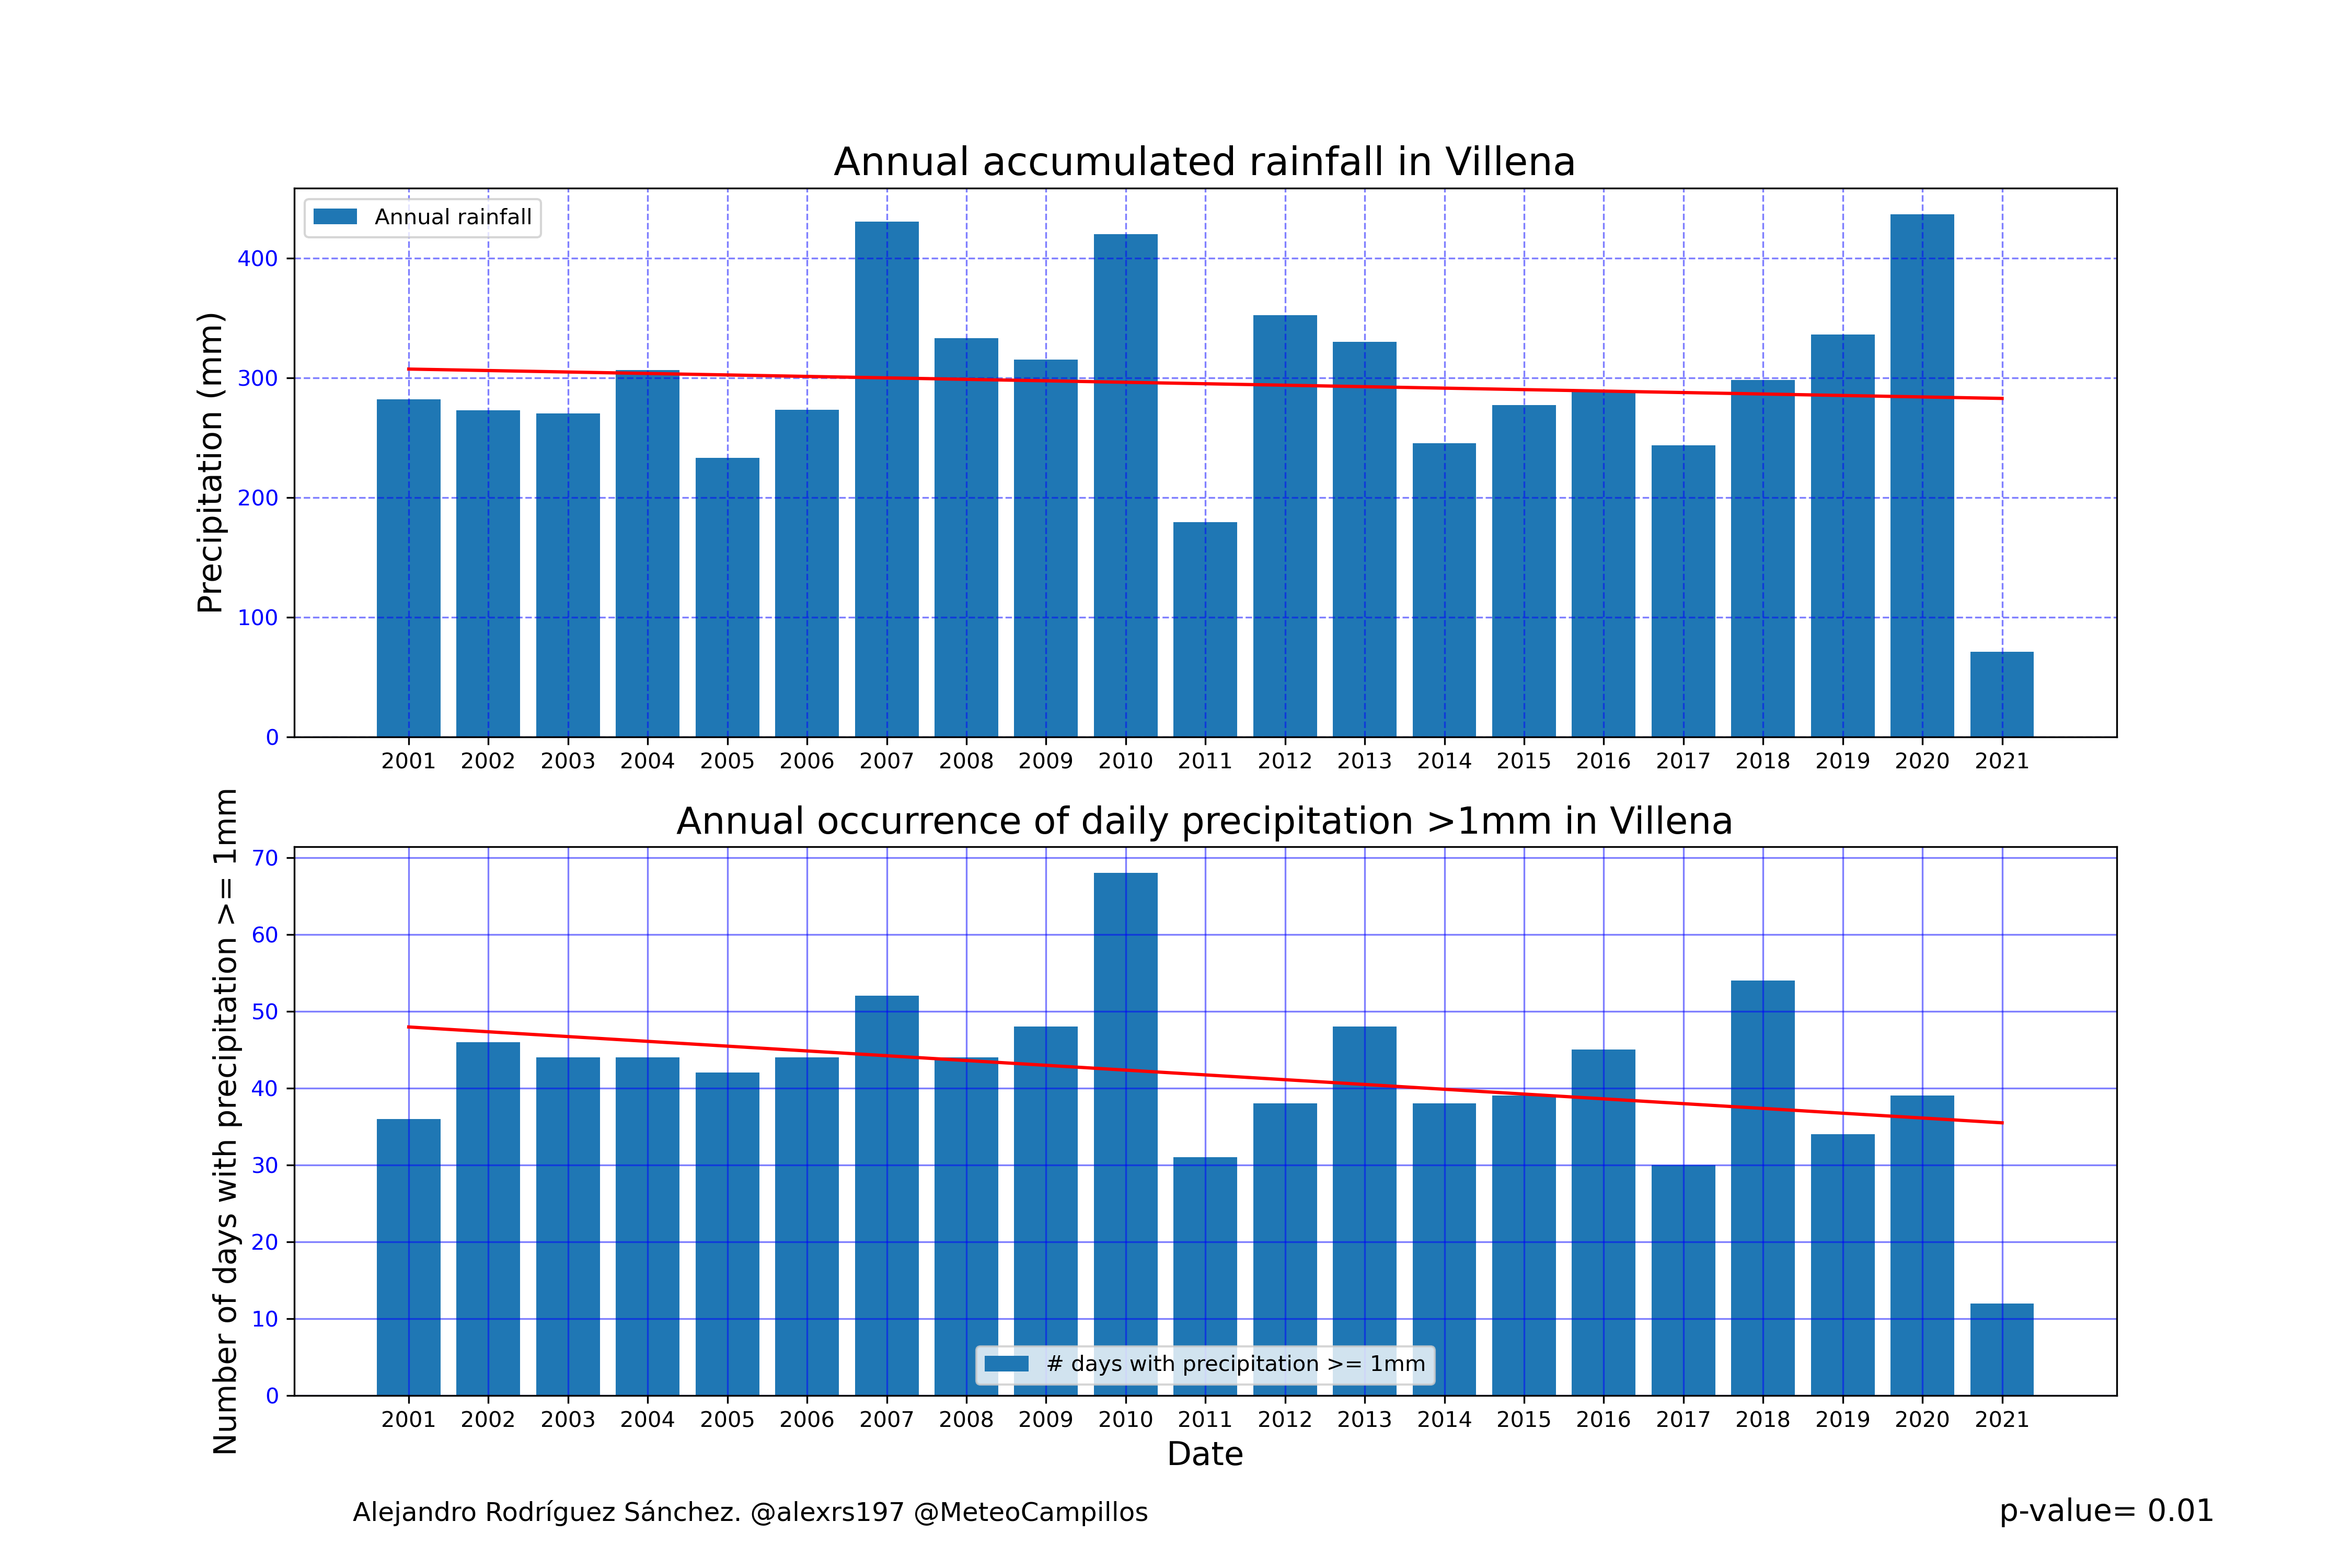 Annual accumulated rainfall in Villena
Annual rainfall
Precipitation (mm)
400
300
200
100
0
2001 2002 2003 2004 2005 2006 2007 2008 2009 2010 2011 2012 2013 2014 2015 2016 2017 2018 2019 2020 2021
Annual occurrence of daily precipitation >1mm in Villena
Number of days with precipitation >= 1mm
70
60
50
40
30
20
10
0
# days with precipitation >= 1mm
2001 2002 2003 2004 2005 2006 2007 2008 2009 2010 2011 2012 2013 2014 2015 2016 2017 2018 2019 2020 2021
Date
Alejandro Rodríguez Sánchez. @alexrs197 @MeteoCampillos
p-value= 0.01